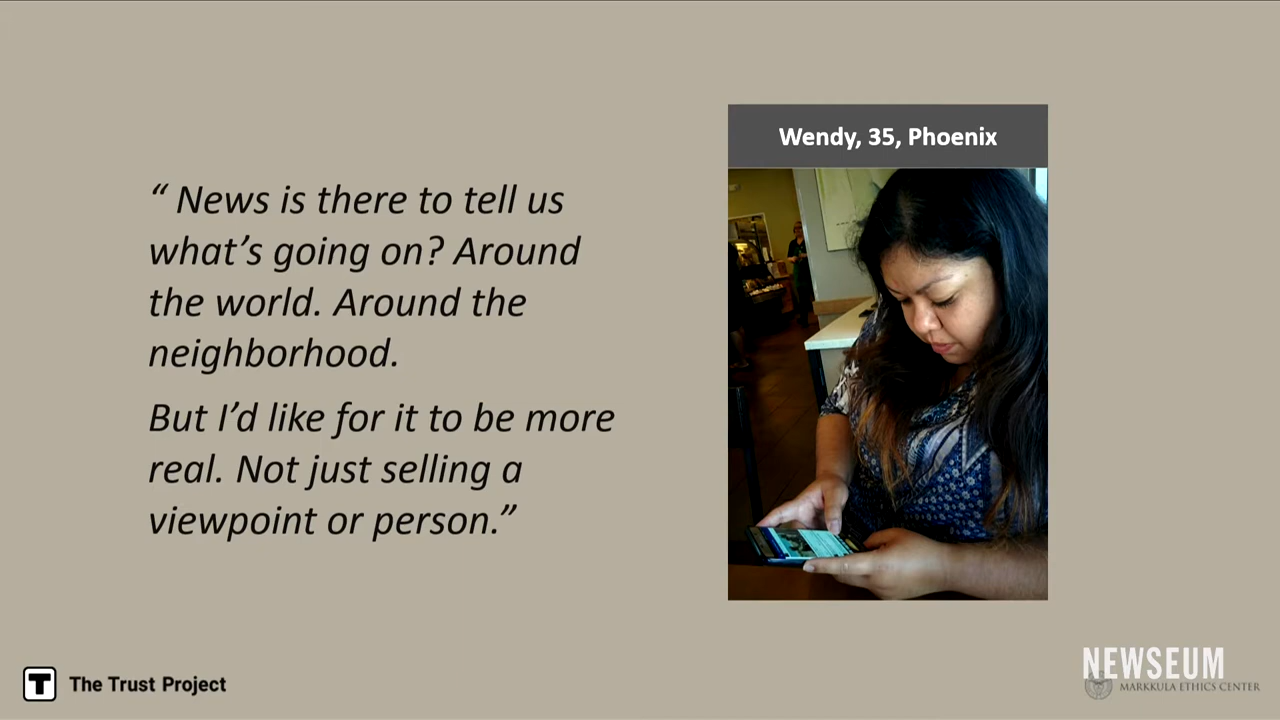 “ News is there to tell us
what’s going on? Around
the world. Around the
neighborhood.
But I’d like for it to be more
real. Not just selling a
viewpoint or person.”
Wendy, 35, Phoenix
T The Trust Project
NEWSEUM
MARKKULA ETHICS CENTER